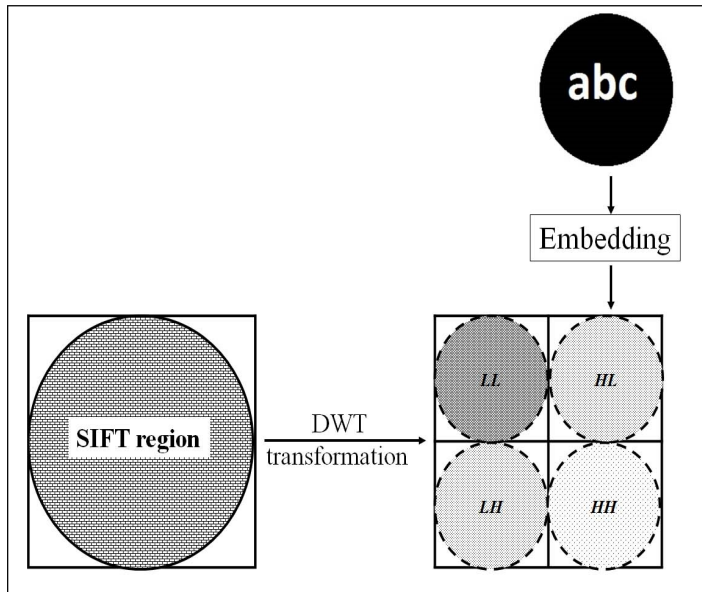 abc
Embedding
SIFT region
DWT
transformation
LL
HL
LH
HH